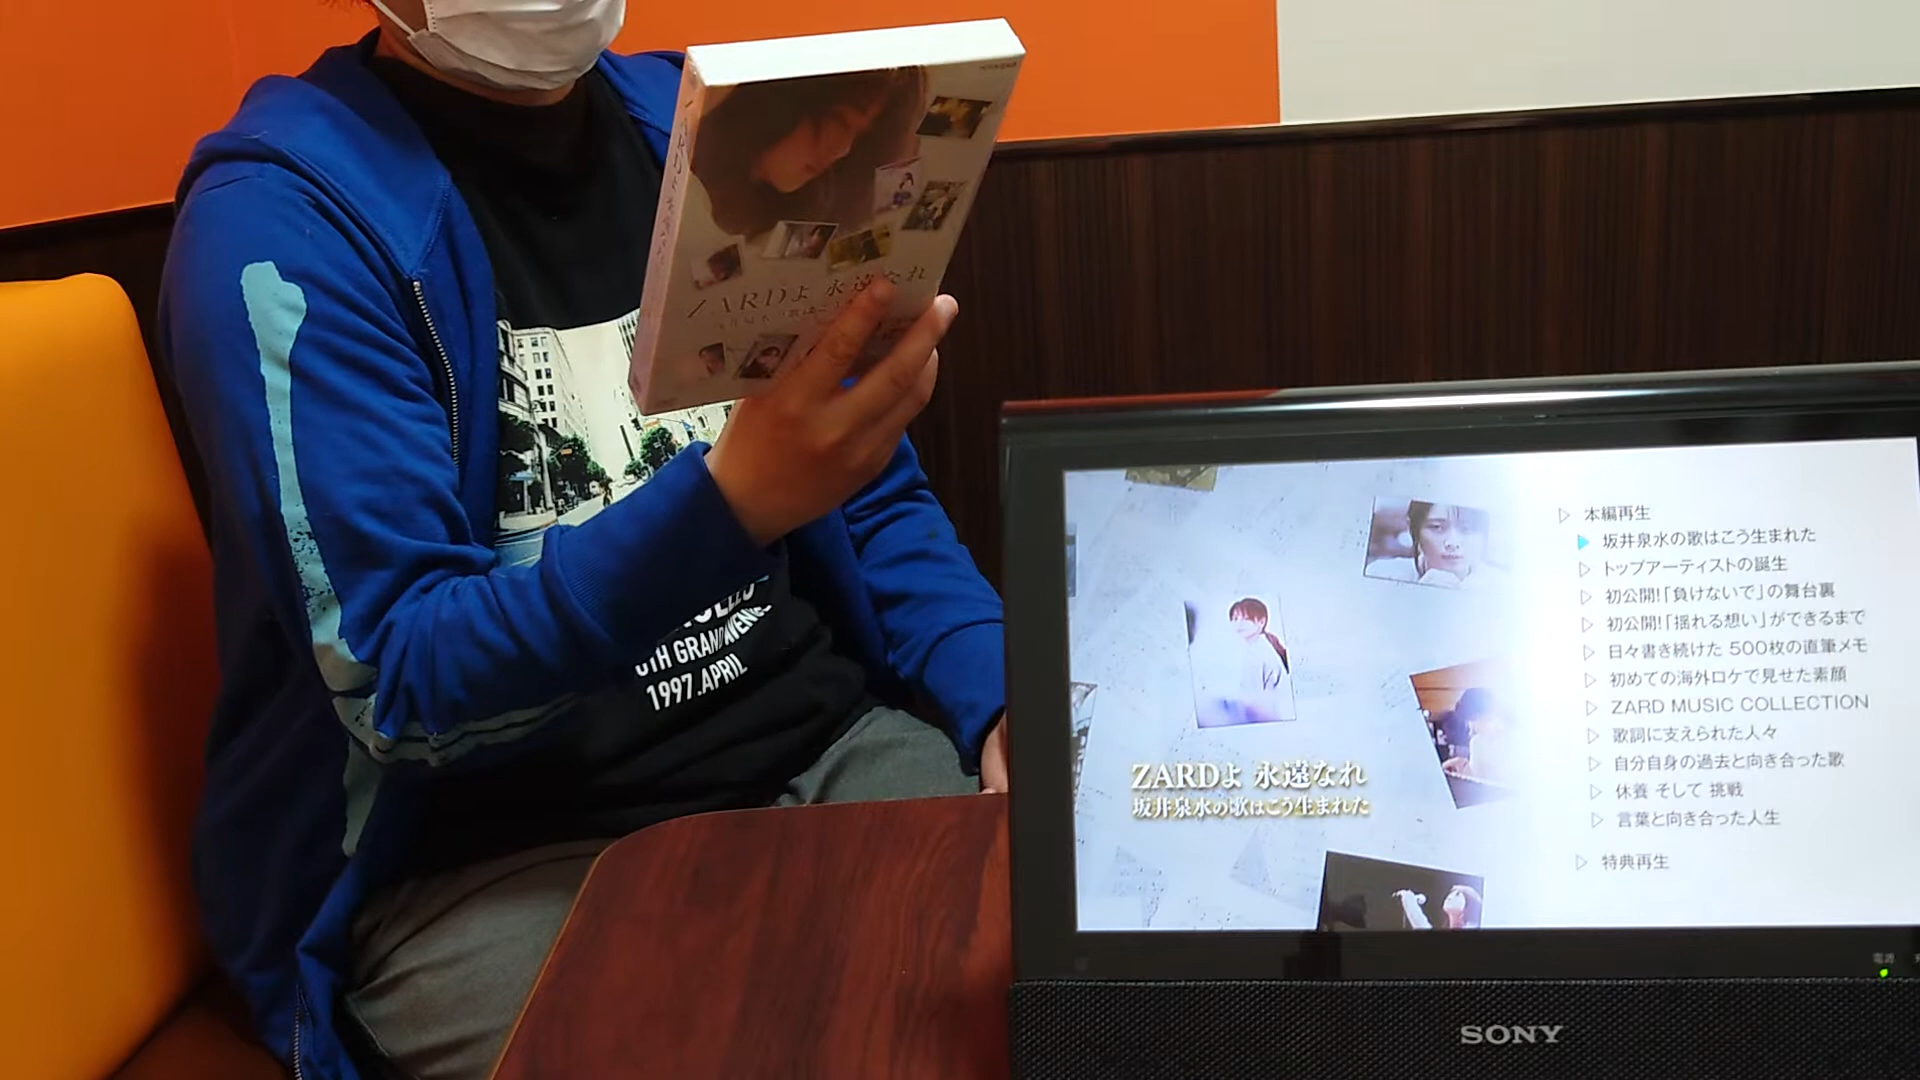 ZARDよ 永遠なれ
8TH GRAND AVENUE
1997.APRIL
本編再生
坂井泉水の歌はこう生まれた
トップアーティストの誕生
初公開!「負けないで」の舞台裏
初公開!「揺れる想い」ができるまで
日々書き続けた 500枚の直筆メモ
初めての海外ロケで見せた素顔
ZARD MUSIC COLLECTION
歌詞に支えられた人々
自分自身の過去と向き合った歌
休養 そして 挑戦
言葉と向き合った人生
特典再生
ZARDよ 永遠なれ
坂井泉水の歌はこう生まれた
電源
SONY